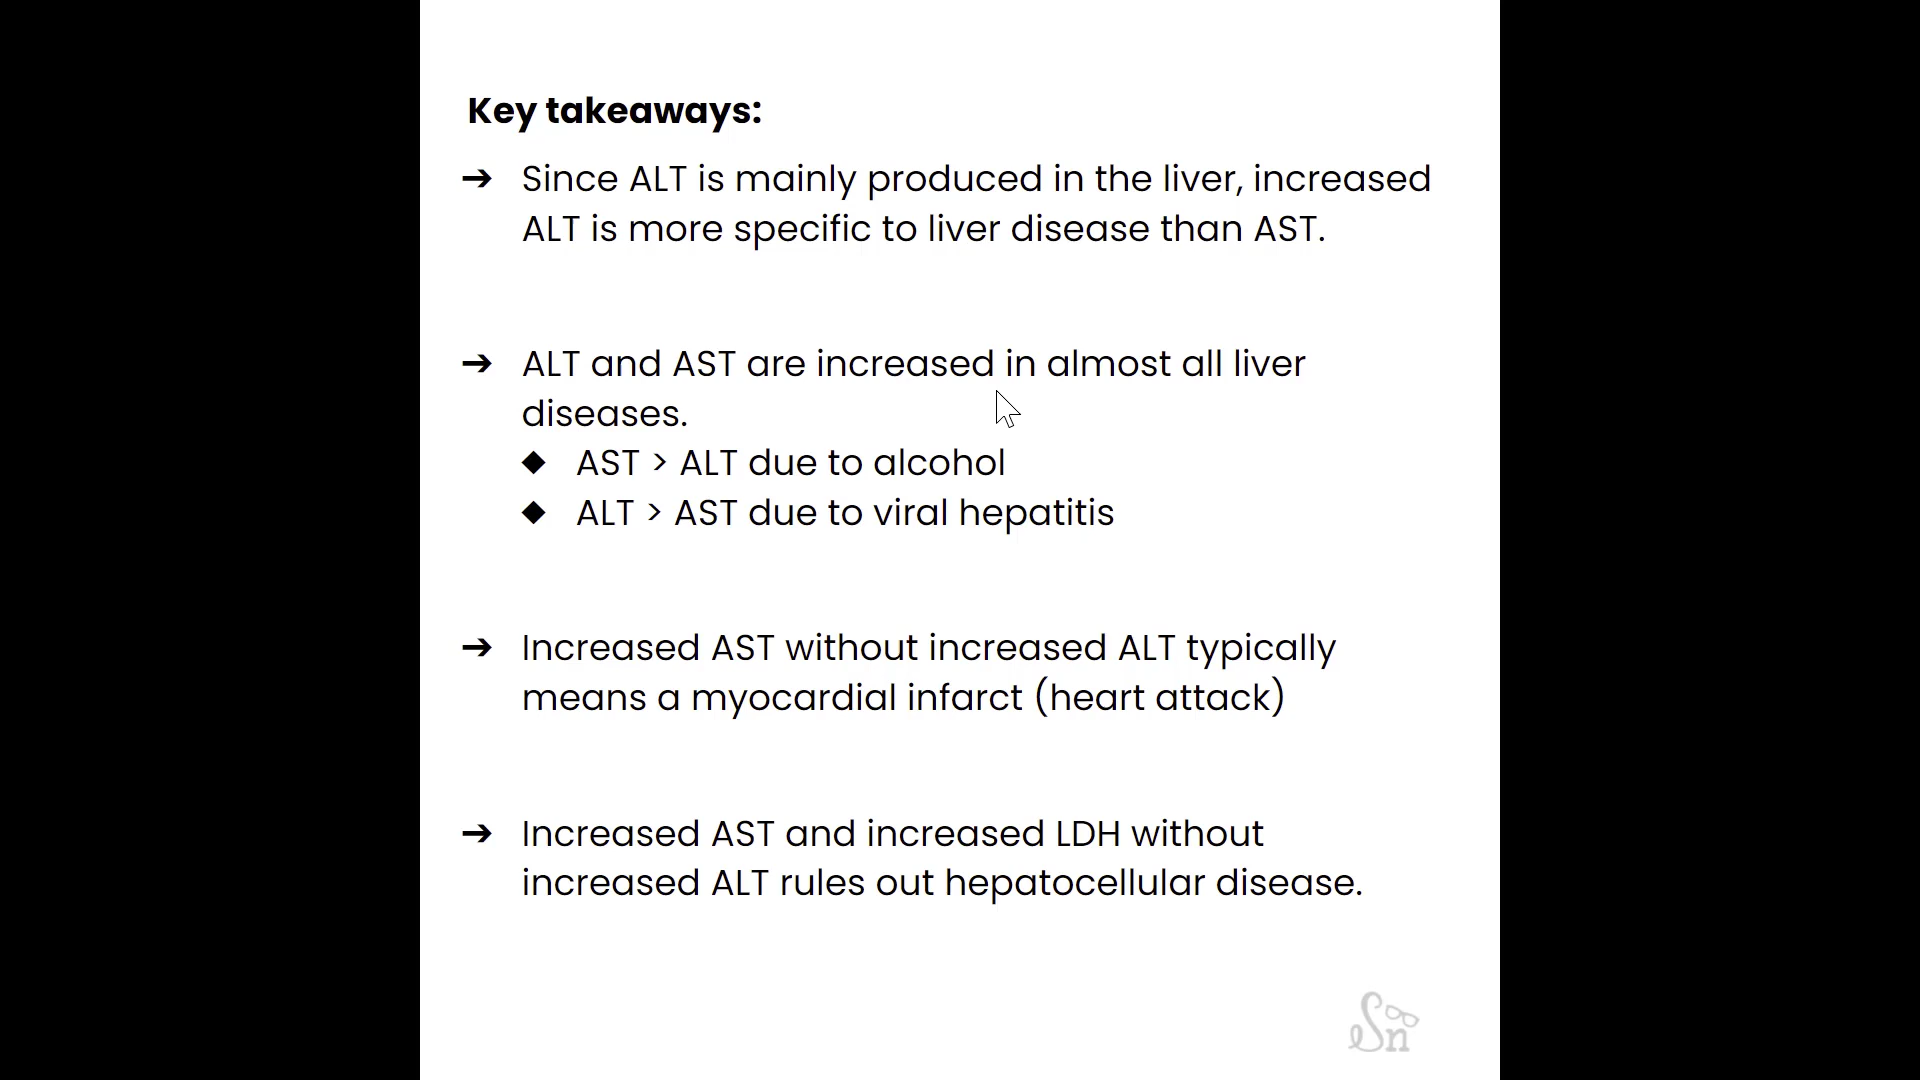 Key takeaways:
➔ Since ALT is mainly produced in the liver, increased
ALT is more specific to liver disease than AST.
➔ ALT and AST are increased in almost all liver
diseases.
◆ AST > ALT due to alcohol
◆ ALT > AST due to viral hepatitis
➔ Increased AST without increased ALT typically
means a myocardial infarct (heart attack)
➔ Increased AST and increased LDH without
increased ALT rules out hepatocellular disease.
eSn